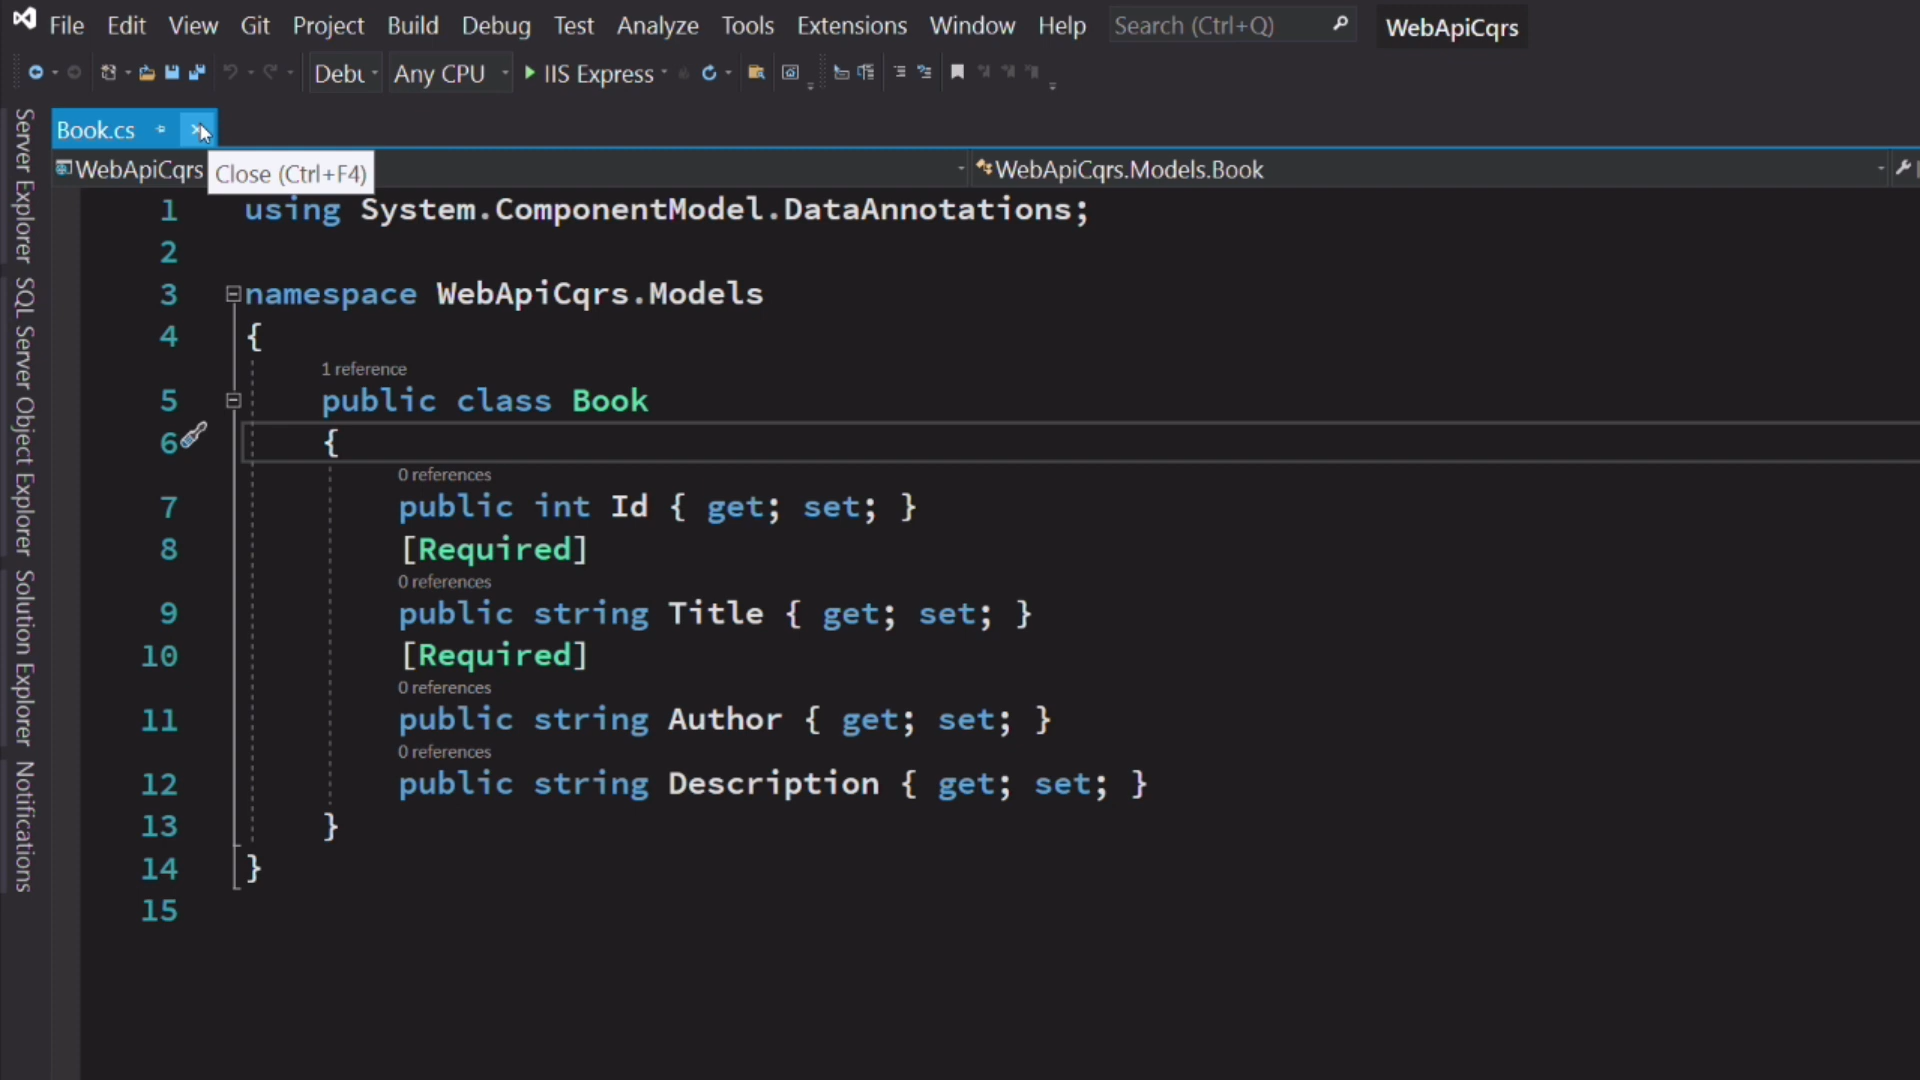 File Edit View Git Project Build Debug Test Analyze Tools Extensions Window Help Search (Ctrl+Q) WebApiCqrs
Debu Any CPU IIS Express
Book.cs
WebApiCqrs WebApiCqrs.Models.Book
Close (Ctrl+F4)
Server Explorer
SQL Server Object Explorer
Solution Explorer
Notifications
1 using System.ComponentModel.DataAnnotations;
2
3 namespace WebApiCqrs.Models
4 {
1 reference
5 public class Book
6 {
0 references
7 public int Id { get; set; }
8 [Required]
0 references
9 public string Title { get; set; }
10 [Required]
0 references
11 public string Author { get; set; }
0 references
12 public string Description { get; set; }
13 }
14 }
15